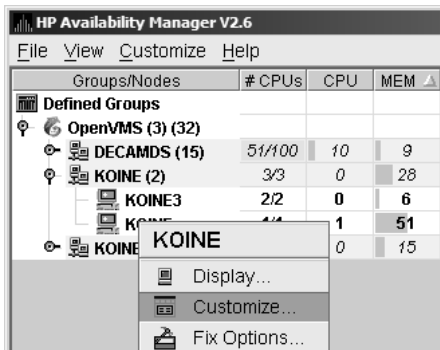 HP Availability Manager V2.6
File View Customize Help
Groups/Nodes # CPUs CPU MEM
Defined Groups
OpenVMS (3) (32)
DECAMDS (15) 51/100 10 9
KOINE (2) 3/3 0 28
KOINE3 2/2 0 6
1 51
KOINE 0 15
KOINE
Display...
Customize...
Fix Options...